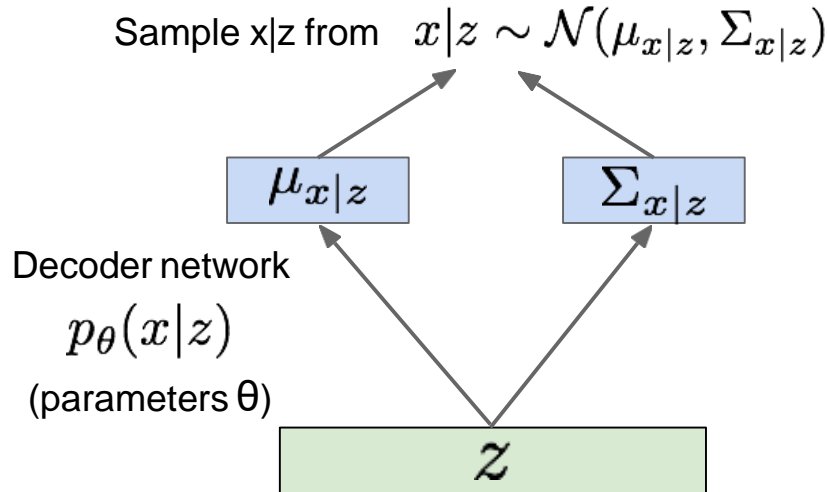 Sample x|z from x|z ∼ 𝒩(μ_{x|z}, Σ_{x|z})
μ_{x|z} Σ_{x|z}
Decoder network
p_θ(x|z)
(parameters θ)
z